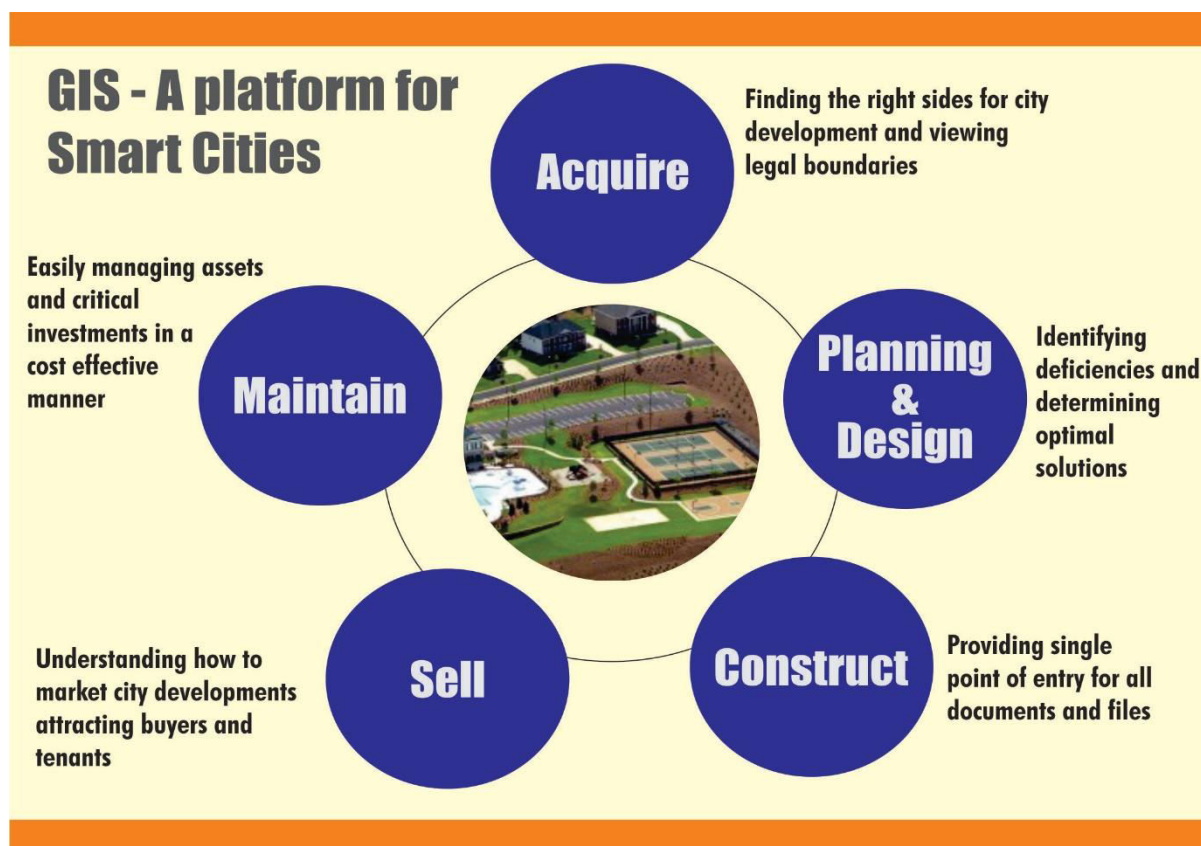 GIS - A platform for
Smart Cities
Acquire
Finding the right sides for city
development and viewing
legal boundaries
Planning
&
Design
Identifying
deficiencies and
determining
optimal
solutions
Construct
Providing single
point of entry for all
documents and files
Sell
Understanding how to
market city developments
attracting buyers and
tenants
Maintain
Easily managing assets
and critical
investments in a
cost effective
manner